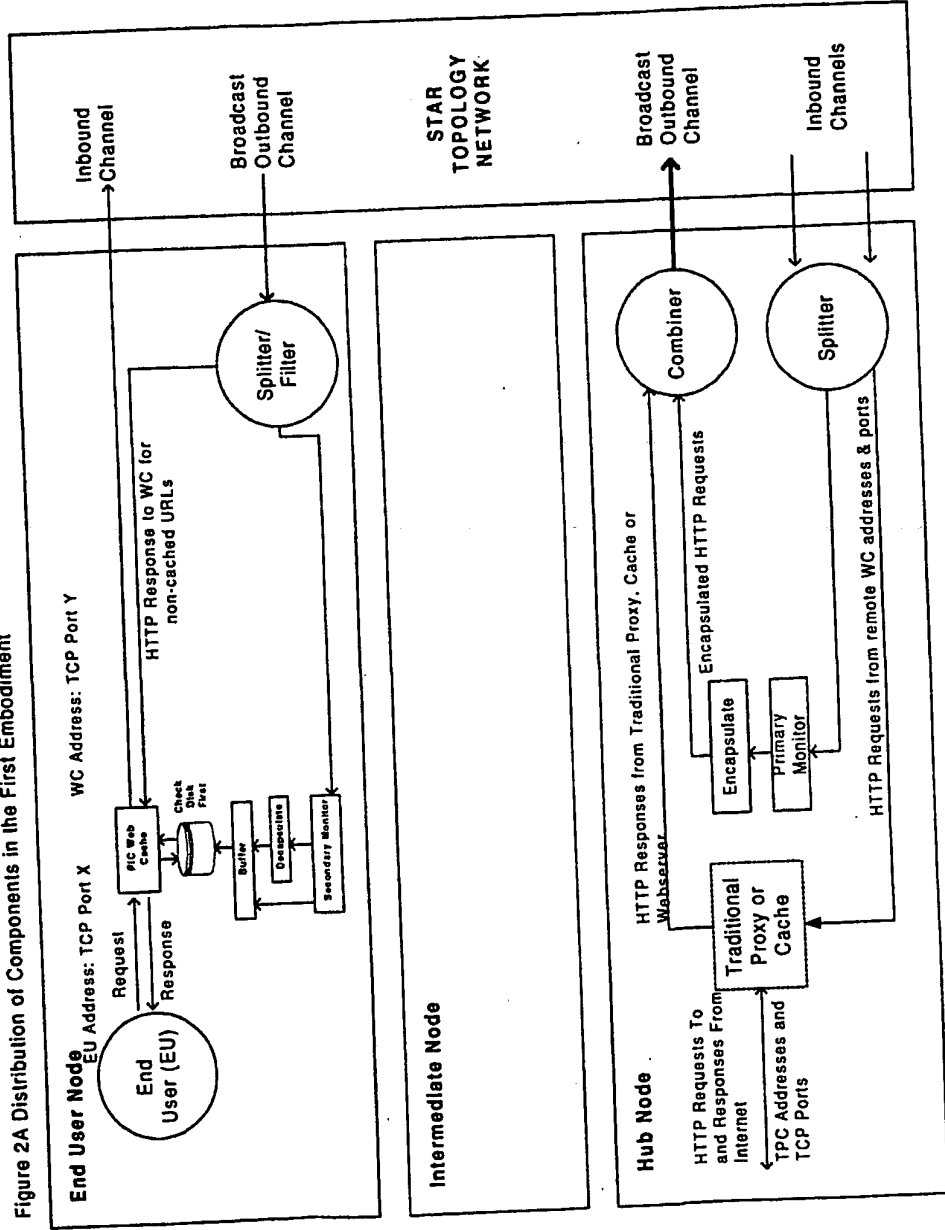 Figure 2A Distribution of Components in the First Embodiment
End User Node
EU Address: TCP Port X
WC Address: TCP Port Y
End
User (EU)
Request
Response
PIC Web
Cache
Check
Disk
First
Buffer
Decapsulate
Secondary Monitor
HTTP Response to WC for
non-cached URLs
Splitter/
Filter
Inbound
Channel
Broadcast
Outbound
Channel
STAR
TOPOLOGY
NETWORK
Intermediate Node
Hub Node
HTTP Requests To
and Responses From
Internet
TPC Addresses and
TCP Ports
Traditional
Proxy or
Cache
HTTP Responses from Traditional Proxy, Cache or
Webserver
Encapsulated HTTP Requests
Encapsulate
Primary
Monitor
HTTP Requests from remote WC addresses & ports
Combiner
Splitter
Broadcast
Outbound
Channel
Inbound
Channels